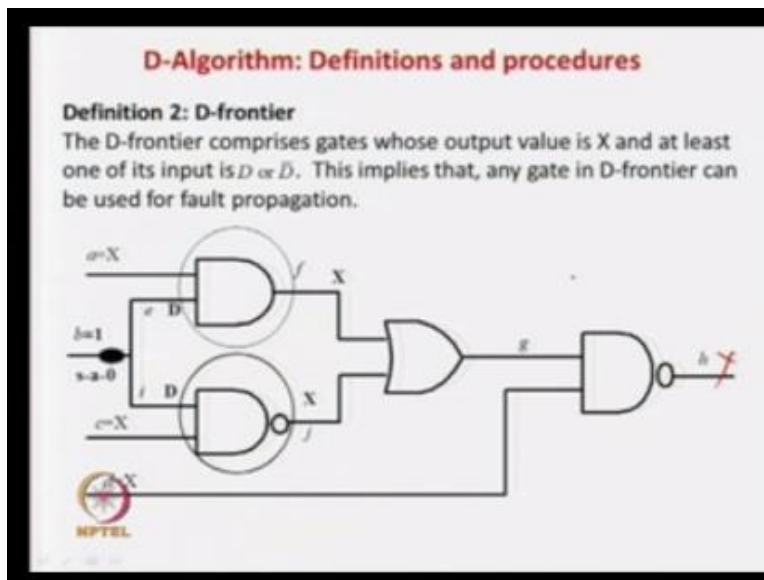 D-Algorithm: Definitions and procedures
Definition 2: D-frontier
The D-frontier comprises gates whose output value is X and at least
one of its input is D or D̄. This implies that, any gate in D-frontier can
be used for fault propagation.
a=X
f X
e D
b=1
s-a-0
g
h X
i D
X
c=X
j
d=X
NPTEL